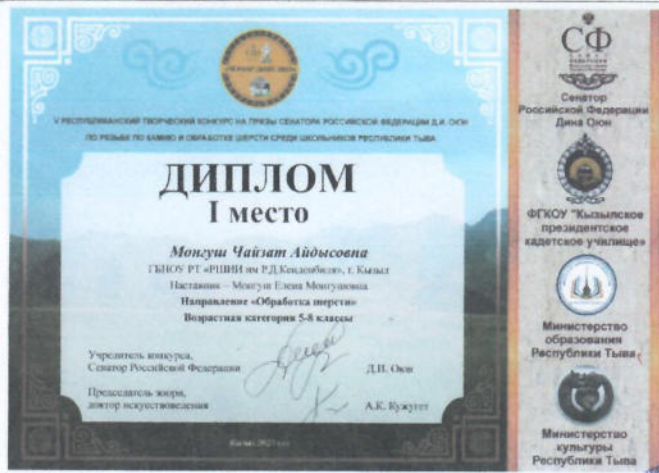 V РЕСПУБЛИКАНСКИЙ ТВОРЧЕСКИЙ КОНКУРС НА ПРИЗЫ СЕНАТОРА РОССИЙСКОЙ ФЕДЕРАЦИИ Д.И. ОЮН
ПО РЕЗЬБЕ ПО КАМНЮ И ОБРАБОТКЕ ШЕРСТИ СРЕДИ ШКОЛЬНИКОВ РЕСПУБЛИКИ ТЫВА
ДИПЛОМ
I место
Монгуш Чайзат Айдысовна
ГБНОУ РТ «РШИИ им Р.Д.Кенденбиля», г. Кызыл
Наставник – Монгуш Елена Монгушовна
Направление «Обработка шерсти»
Возрастная категория 5-8 классы
Учредитель конкурса,
Сенатор Российской Федерации
Д.И. Оюн
Председатель жюри,
доктор искусствоведения
А.К. Кужугет
СФ
Сенатор
Российской Федерации
Дина Оюн
ФГКОУ "Кызылское
президентское
кадетское училище»
Министерство
образования
Республики Тыва
Министерство
культуры
Республики Тыва